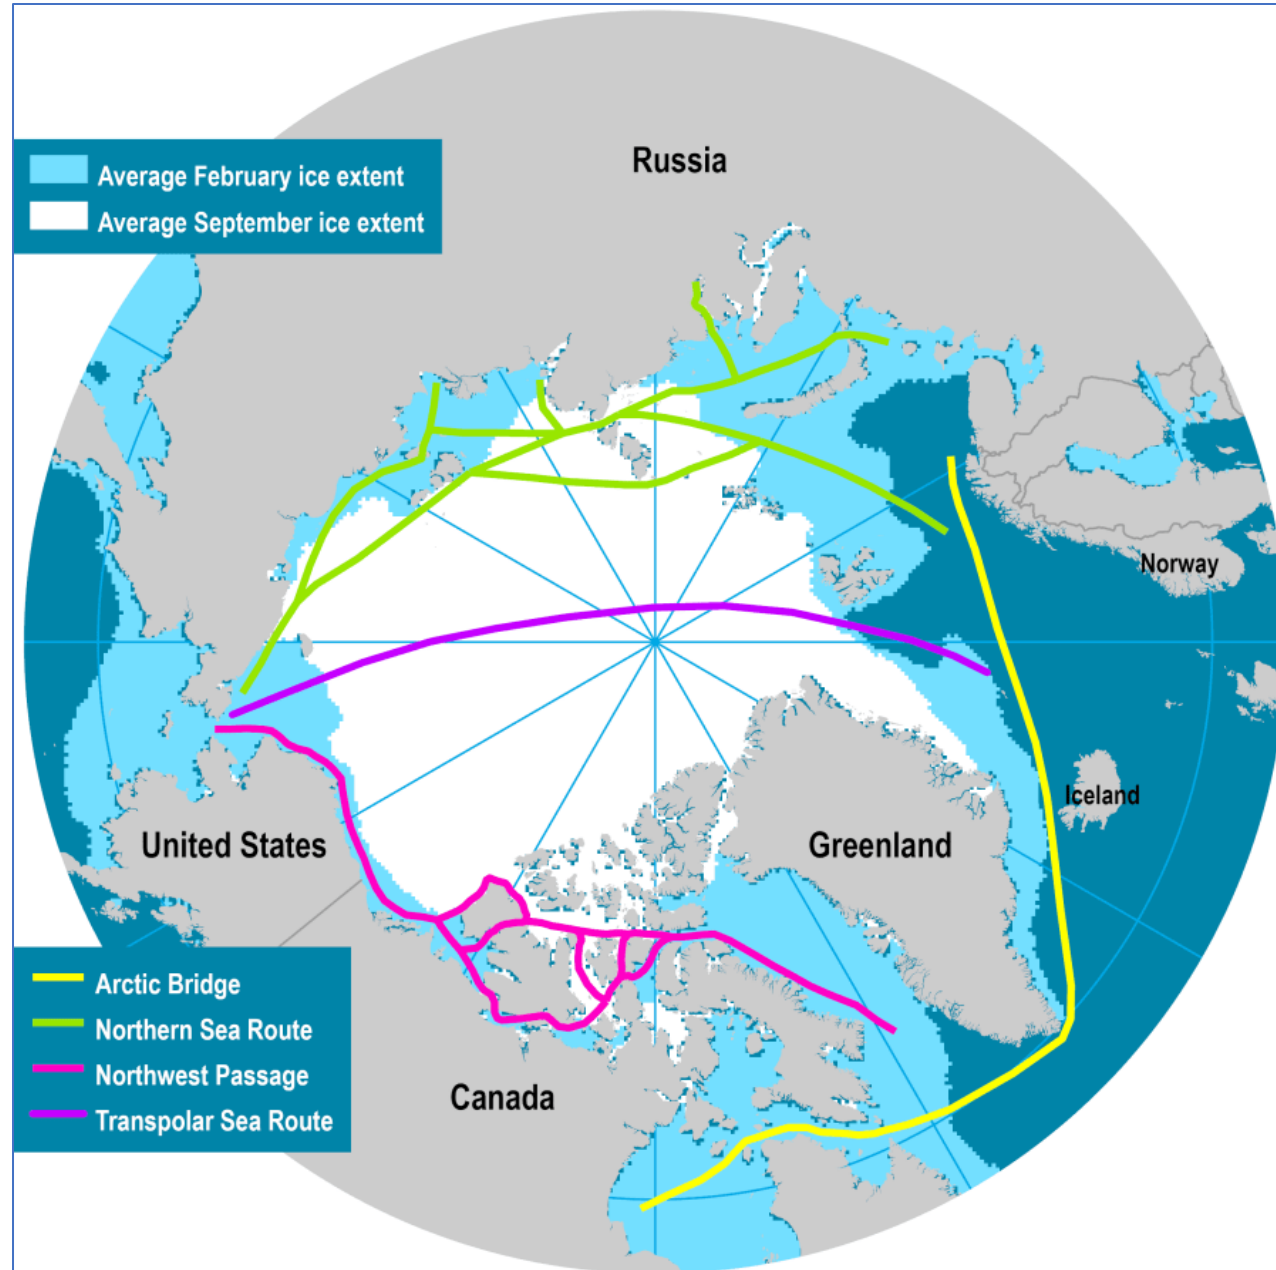 Russia
Average February ice extent
Average September ice extent
Norway
Iceland
United States
Greenland
Arctic Bridge
Northern Sea Route
Northwest Passage
Transpolar Sea Route
Canada